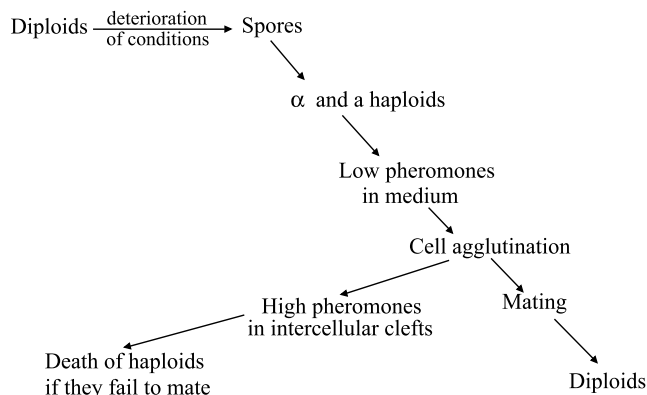 Diploids
deterioration
of conditions
Spores
α and a haploids
Low pheromones
in medium
Cell agglutination
High pheromones
in intercellular clefts
Mating
Death of haploids
if they fail to mate
Diploids